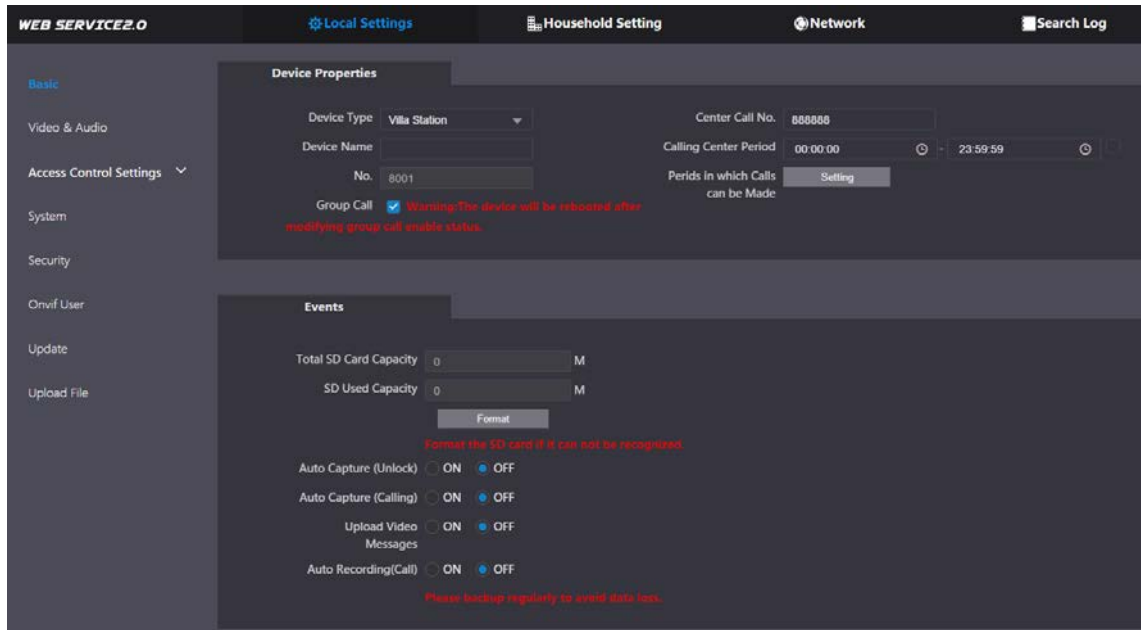 WEB SERVICE2.0
Local Settings
Household Setting
Network
Search Log
Basic
Video & Audio
Access Control Settings
System
Security
Onvif User
Update
Upload File
Device Properties
Device Type Villa Station
Device Name
No. 8001
Group Call Warning:The device will be rebooted after
modifying group call enable status.
Center Call No. 888888
Calling Center Period 00:00:00 - 23:59:59
Perids in which Calls Setting
can be Made
Events
Total SD Card Capacity 0 M
SD Used Capacity 0 M
Format
Format the SD card if it can not be recognized.
Auto Capture (Unlock) ON OFF
Auto Capture (Calling) ON OFF
Upload Video ON OFF
Messages
Auto Recording(Call) ON OFF
Please backup regularly to avoid data loss.